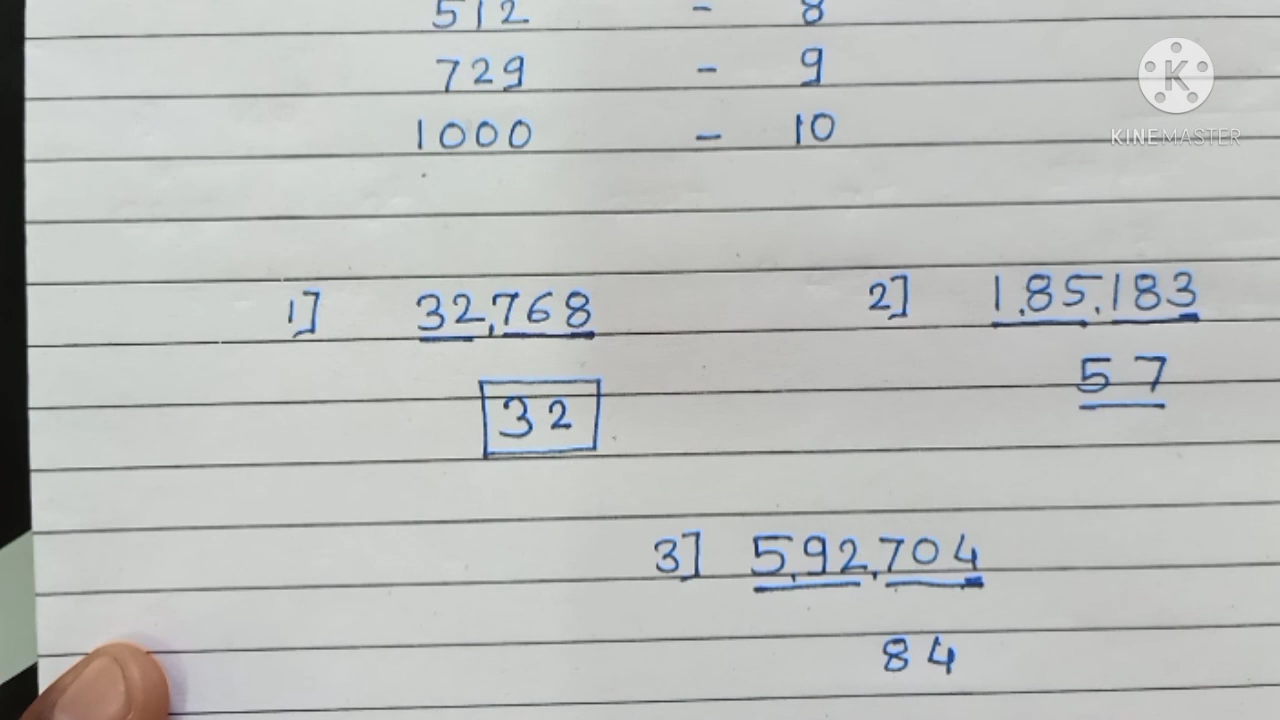 512 - 8
729 - 9
1000 - 10
KINEMASTER
1] 32,768
2] 1,85,183
32
57
3] 5,92,704
84